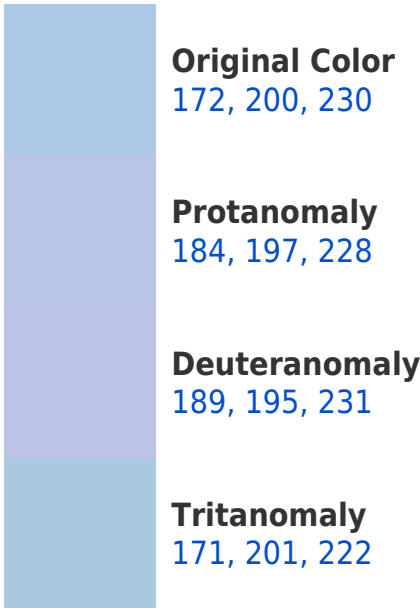 Original Color
172, 200, 230
Protanomaly
184, 197, 228
Deuteranomaly
189, 195, 231
Tritanomaly
171, 201, 222